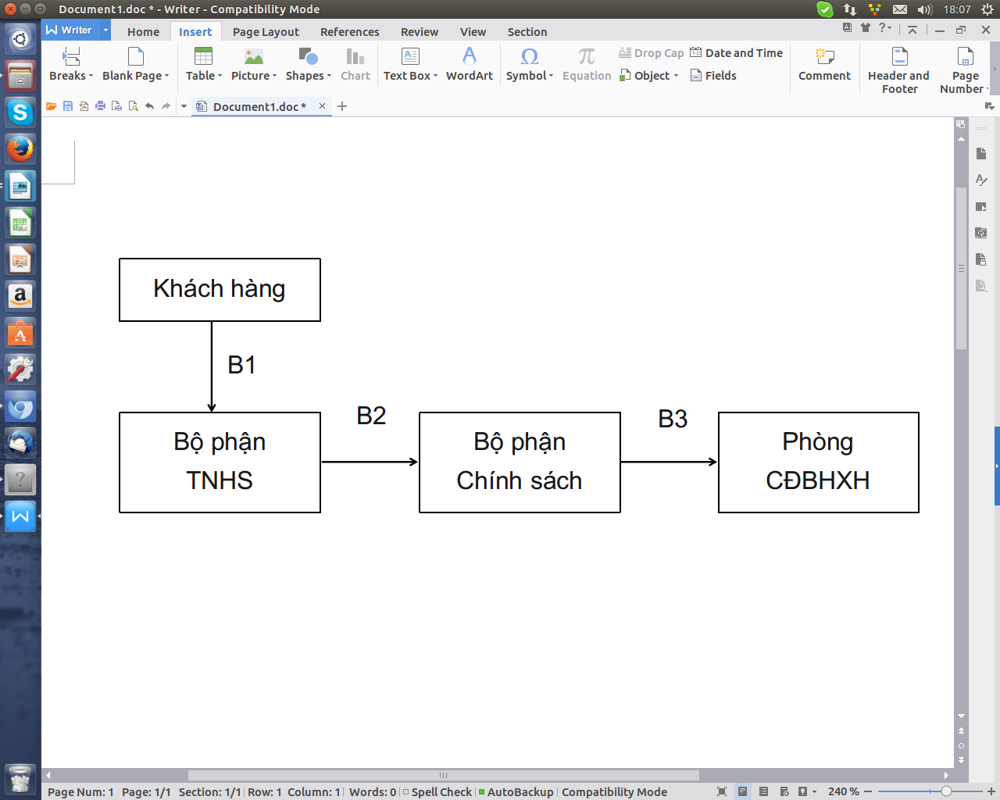 Document1.doc * - Writer - Compatibility Mode
18:07
Writer
Home
Insert
Page Layout
References
Review
View
Section
Breaks
Blank Page
Table
Picture
Shapes
Chart
Text Box
WordArt
Symbol
Equation
Drop Cap
Object
Date and Time
Fields
Comment
Header and
Footer
Page
Number
Document1.doc *
Khách hàng
B1
B2
B3
Bộ phận
TNHS
Bộ phận
Chính sách
Phòng
CĐBHXH
Page Num: 1 Page: 1/1 Section: 1/1 Row: 1 Column: 1 Words: 0 Spell Check AutoBackup Compatibility Mode
240 %